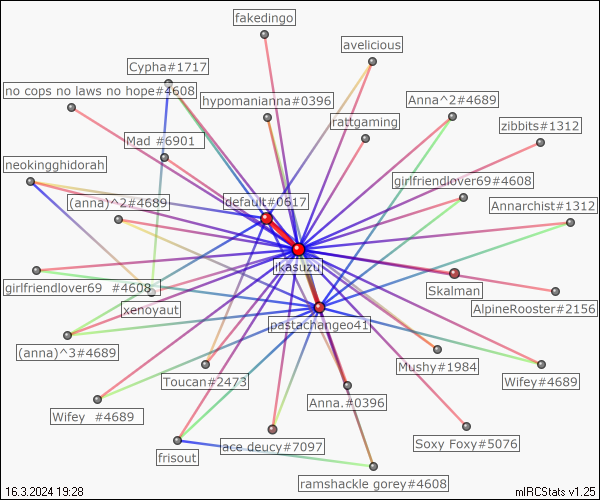 fakedingo
avelicious
Cypha#1717
no cops no laws no hope#4608
hypomanianna#0396
Anna^2#4689
rattgaming
zibbits#1312
Mad #6901
neokingghidorah
girlfriendlover69#4608
(anna)^2#4689
default#0617
Annarchist#1312
ikasuzu
girlfriendlover69 #4608
Skalman
xenoyaut
AlpineRooster#2156
pastachangeo41
(anna)^3#4689
Mushy#1984
Toucan#2473
Wifey#4689
Anna.#0396
Wifey #4689
ace deucy#7097
Soxy Foxy#5076
frisout
ramshackle gorey#4608
16.3.2024 19:28
mIRCStats v1.25